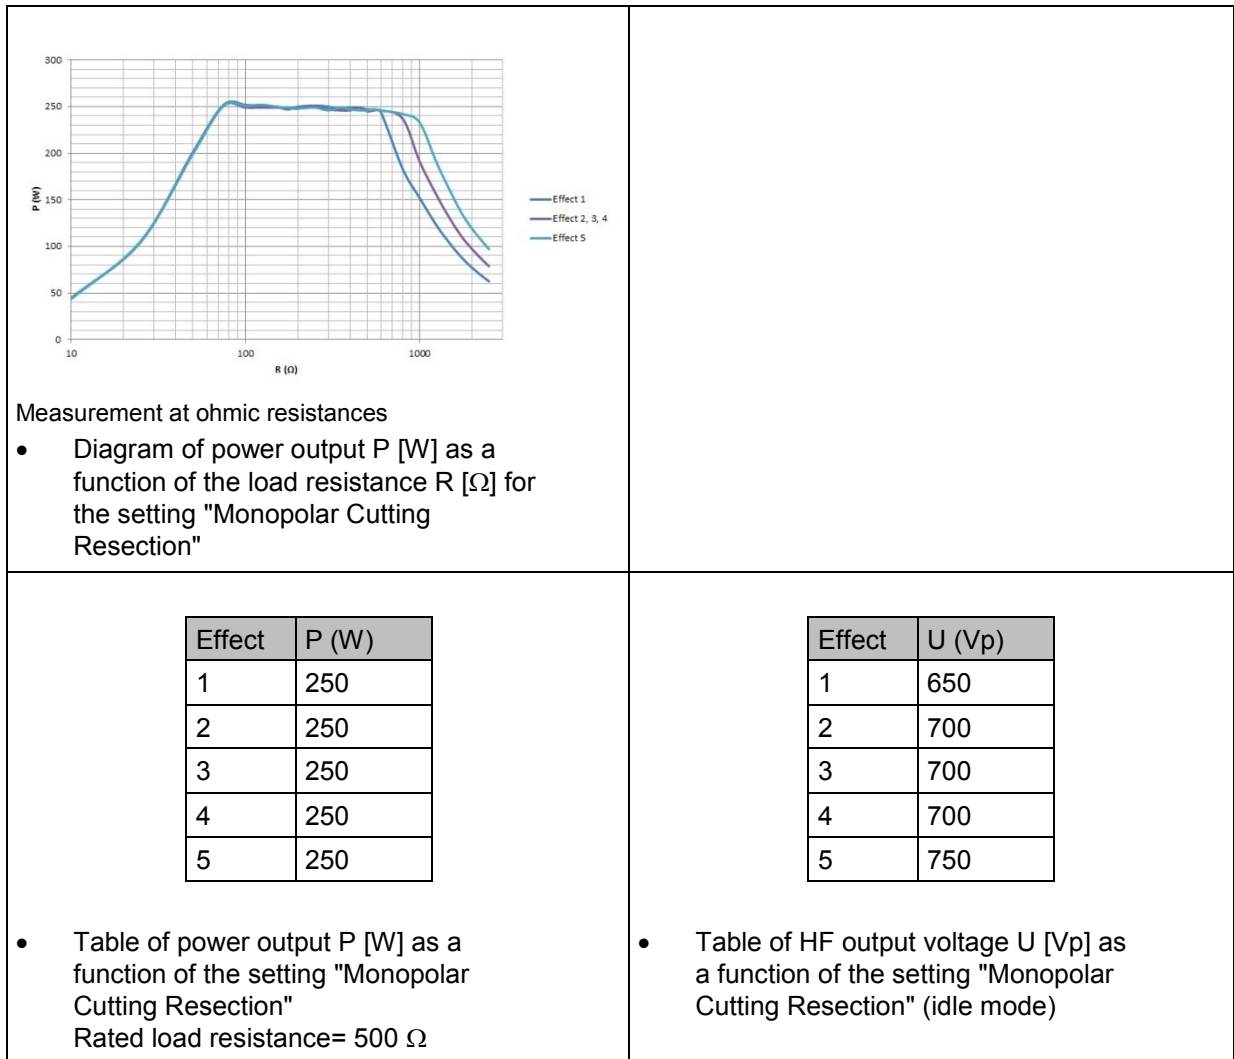 300
250
200
150
100
50
0
P (W)
10
100
1000
R (Ω)
Effect 1
Effect 2, 3, 4
Effect 5
Measurement at ohmic resistances
• Diagram of power output P [W] as a
function of the load resistance R [Ω] for
the setting "Monopolar Cutting
Resection"
Effect P (W)
1 250
2 250
3 250
4 250
5 250
• Table of power output P [W] as a
function of the setting "Monopolar
Cutting Resection"
Rated load resistance= 500 Ω
Effect U (Vp)
1 650
2 700
3 700
4 700
5 750
• Table of HF output voltage U [Vp] as
a function of the setting "Monopolar
Cutting Resection" (idle mode)